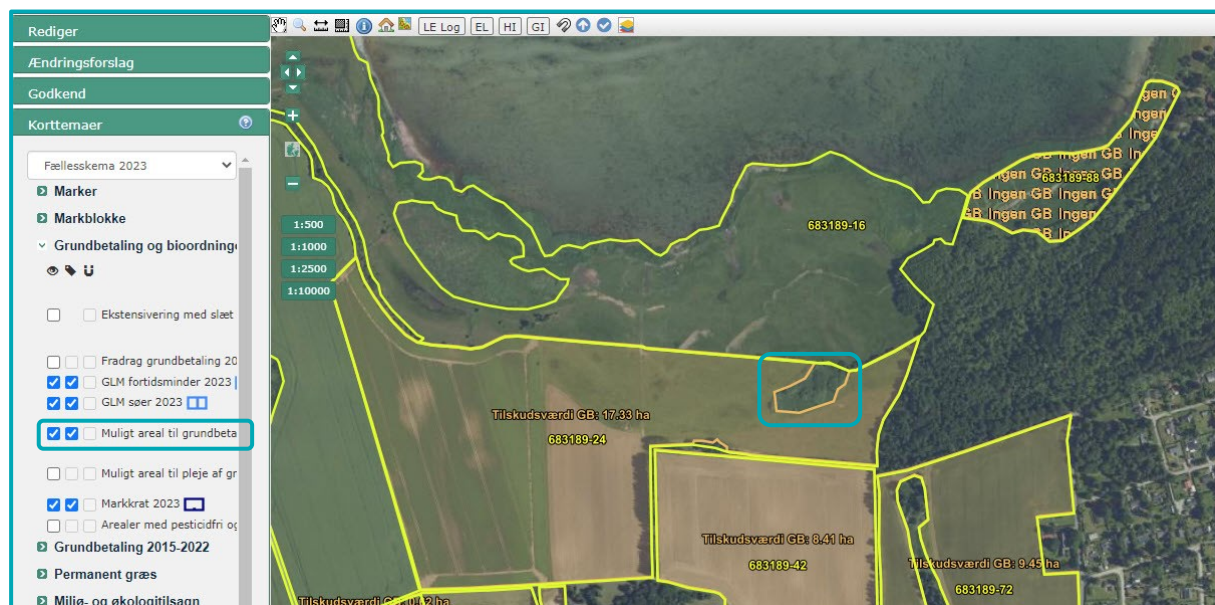 Rediger
Ændringsforslag
Godkend
Korttemaer
Fællesskema 2023
Marker
Markblokke
Grundbetaling og bioordninge
Ekstensivering med slæt
Fradrag grundbetaling 20
GLM fortidsminder 2023
GLM søer 2023
Muligt areal til grundbeta
Muligt areal til pleje af gr
Markkrat 2023
Arealer med pesticidfri og
Grundbetaling 2015-2022
Permanent græs
Miljø- og økologitilsagn
LE Log EL HI GI
1:500
1:1000
1:2500
1:10000
683189-16
Ingen GB
683189-88
GB Ingen GB Ingen
Tilskudsværdi GB: 17.33 ha
683189-24
Tilskudsværdi GB: 8.41 ha
683189-42
Tilskudsværdi GB: 9.45 ha
683189-72